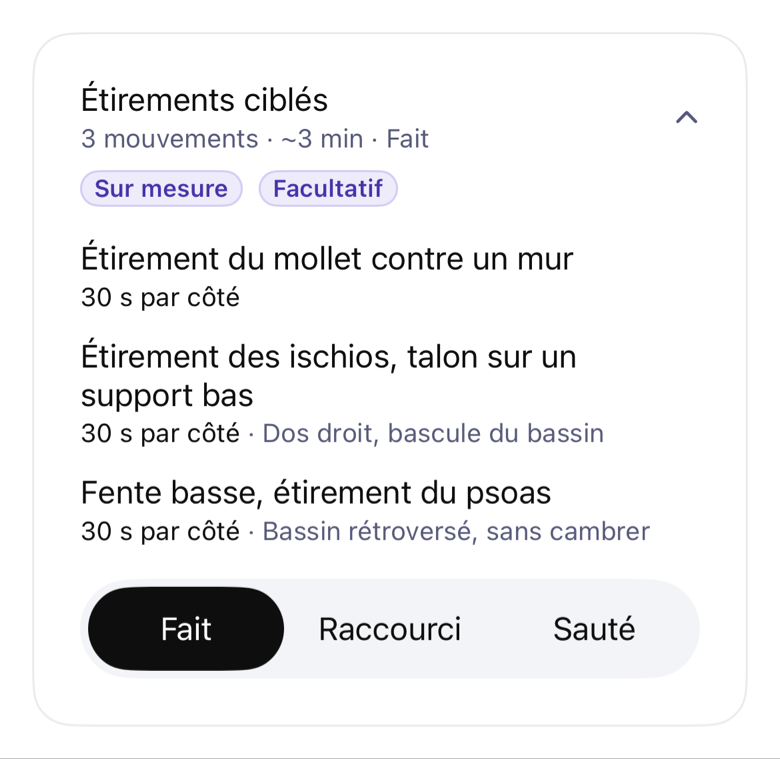 Étirements ciblés
3 mouvements · ~3 min · Fait
Sur mesure Facultatif
Étirement du mollet contre un mur
30 s par côté
Étirement des ischios, talon sur un
support bas
30 s par côté · Dos droit, bascule du bassin
Fente basse, étirement du psoas
30 s par côté · Bassin rétroversé, sans cambrer
Fait Raccourci Sauté